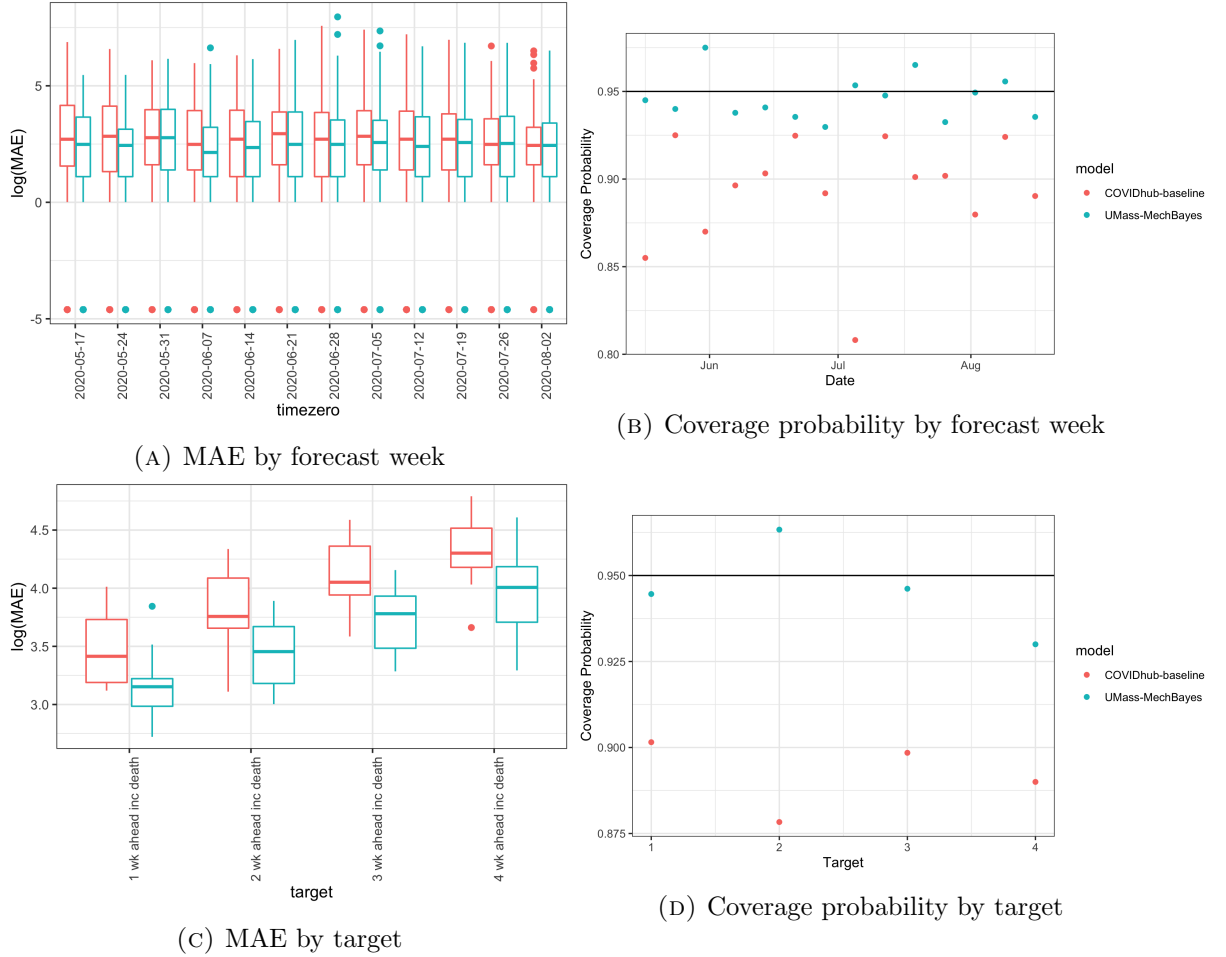 5
0
-5
log(MAE)
2020-05-17
2020-05-24
2020-05-31
2020-06-07
2020-06-14
2020-06-21
2020-06-28
2020-07-05
2020-07-12
2020-07-19
2020-07-26
2020-08-02
timezero
(A) MAE by forecast week
0.95
0.90
0.85
0.80
Coverage Probability
Jun
Jul
Aug
Date
model
COVIDhub-baseline
UMass-MechBayes
(B) Coverage probability by forecast week
4.5
4.0
3.5
3.0
log(MAE)
1 wk ahead inc death
2 wk ahead inc death
3 wk ahead inc death
4 wk ahead inc death
target
(C) MAE by target
0.950
0.925
0.900
0.875
Coverage Probability
1
2
3
4
Target
model
COVIDhub-baseline
UMass-MechBayes
(D) Coverage probability by target